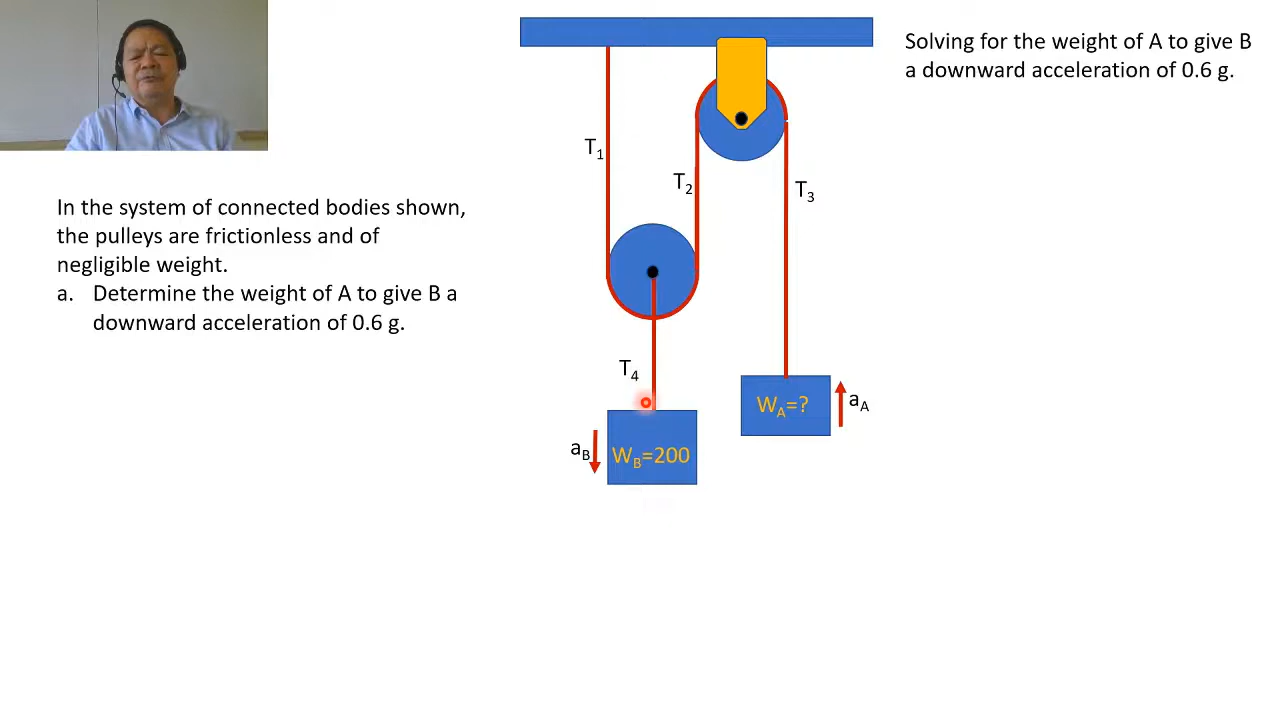 Solving for the weight of A to give B
a downward acceleration of 0.6 g.
T1
T2
T3
In the system of connected bodies shown,
the pulleys are frictionless and of
negligible weight.
a. Determine the weight of A to give B a
downward acceleration of 0.6 g.
T4
WA=?
aA
aB
WB=200